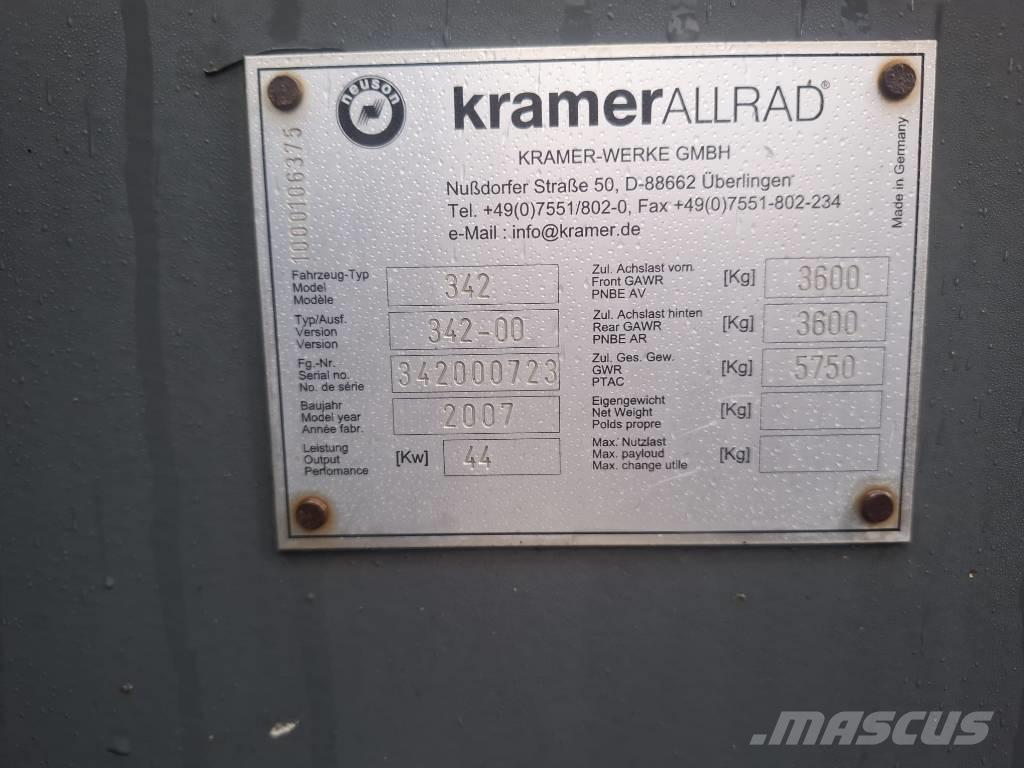 neuson
kramerALLRAD®
KRAMER-WERKE GMBH
Nußdorfer Straße 50, D-88662 Überlingen
Tel. +49(0)7551/802-0, Fax +49(0)7551-802-234
e-Mail : info@kramer.de
Made in Germany
1000106375
Fahrzeug-Typ
Model
Modèle
342
Typ/Ausf.
Version
Version
342-00
Fg.-Nr.
Serial no.
No. de série
342000723
Baujahr
Model year
Année fabr.
2007
Leistung
Output
Perfomance
[Kw]
44
Zul. Achslast vorn
Front GAWR
PNBE AV
[Kg]
3600
Zul. Achslast hinten
Rear GAWR
PNBE AR
[Kg]
3600
Zul. Ges. Gew.
GWR
PTAC
[Kg]
5750
Eigengewicht
Net Weight
Polds propre
[Kg]
Max. Nutzlast
Max. payloud
Max. change utile
[Kg]
.MASCUS